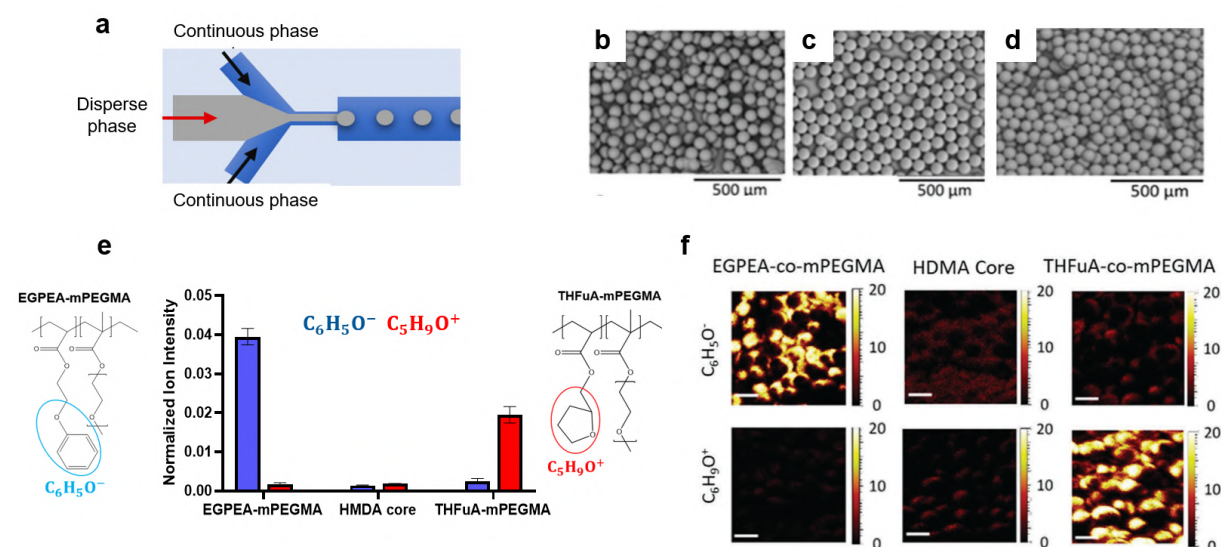 a
Continuous phase
Disperse
phase
Continuous phase
b
c
d
500 µm
500 µm
500 µm
e
EGPEA-mPEGMA
O
O
O
O
O
O
C₆H₅O⁻
Normalized Ion Intensity
0.05
0.04
0.03
0.02
0.01
0.00
C₆H₅O⁻ C₅H₉O⁺
EGPEA-mPEGMA
HMDA core
THFuA-mPEGMA
THFuA-mPEGMA
O
O
O
O
O
O
C₅H₉O⁺
f
EGPEA-co-mPEGMA
HDMA Core
THFuA-co-mPEGMA
C₆H₅O⁻
20
10
0
20
10
0
20
10
0
C₆H₉O⁺
20
10
0
20
10
0
20
10
0